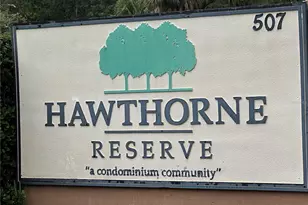 507
HAWTHORNE
RESERVE
"a condominium community"